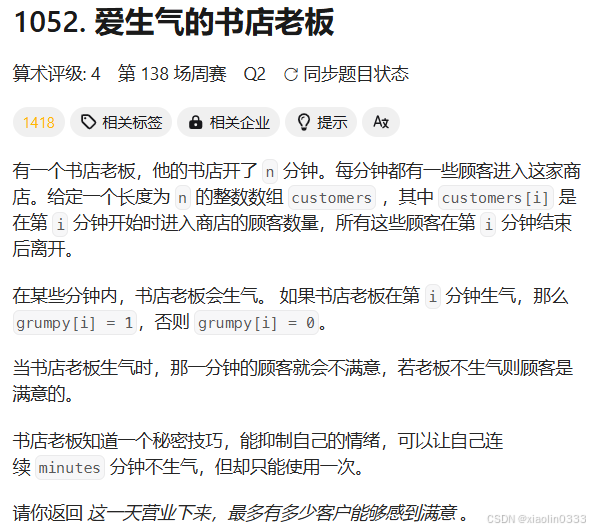 1052. 爱生气的书店老板
算术评级: 4 第 138 场周赛 Q2 同步题目状态
1418 相关标签 相关企业 提示
有一个书店老板，他的书店开了 n 分钟。每分钟都有一些顾客进入这家商
店。给定一个长度为 n 的整数数组 customers ，其中 customers[i] 是
在第 i 分钟开始时进入商店的顾客数量，所有这些顾客在第 i 分钟结束
后离开。
在某些分钟内，书店老板会生气。 如果书店老板在第 i 分钟生气，那么
grumpy[i] = 1，否则 grumpy[i] = 0。
当书店老板生气时，那一分钟的顾客就会不满意，若老板不生气则顾客是
满意的。
书店老板知道一个秘密技巧，能抑制自己的情绪，可以让自己连
续 minutes 分钟不生气，但却只能使用一次。
请你返回 这一天营业下来，最多有多少客户能够感到满意 。
CSDN @xiaolin0333